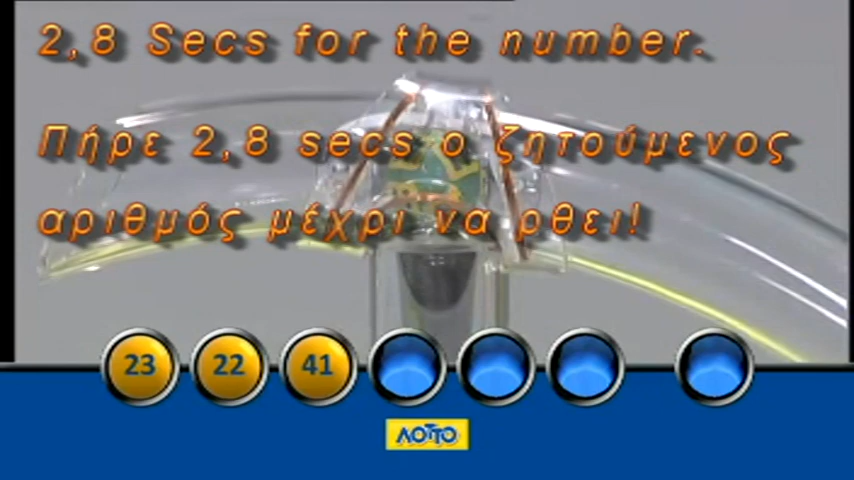 2,8 Secs for the number.
Πήρε 2,8 secs ο ζητούμενος
αριθμός μέχρι να ρθει!
23 22 41
ΛΟΤΤΟ